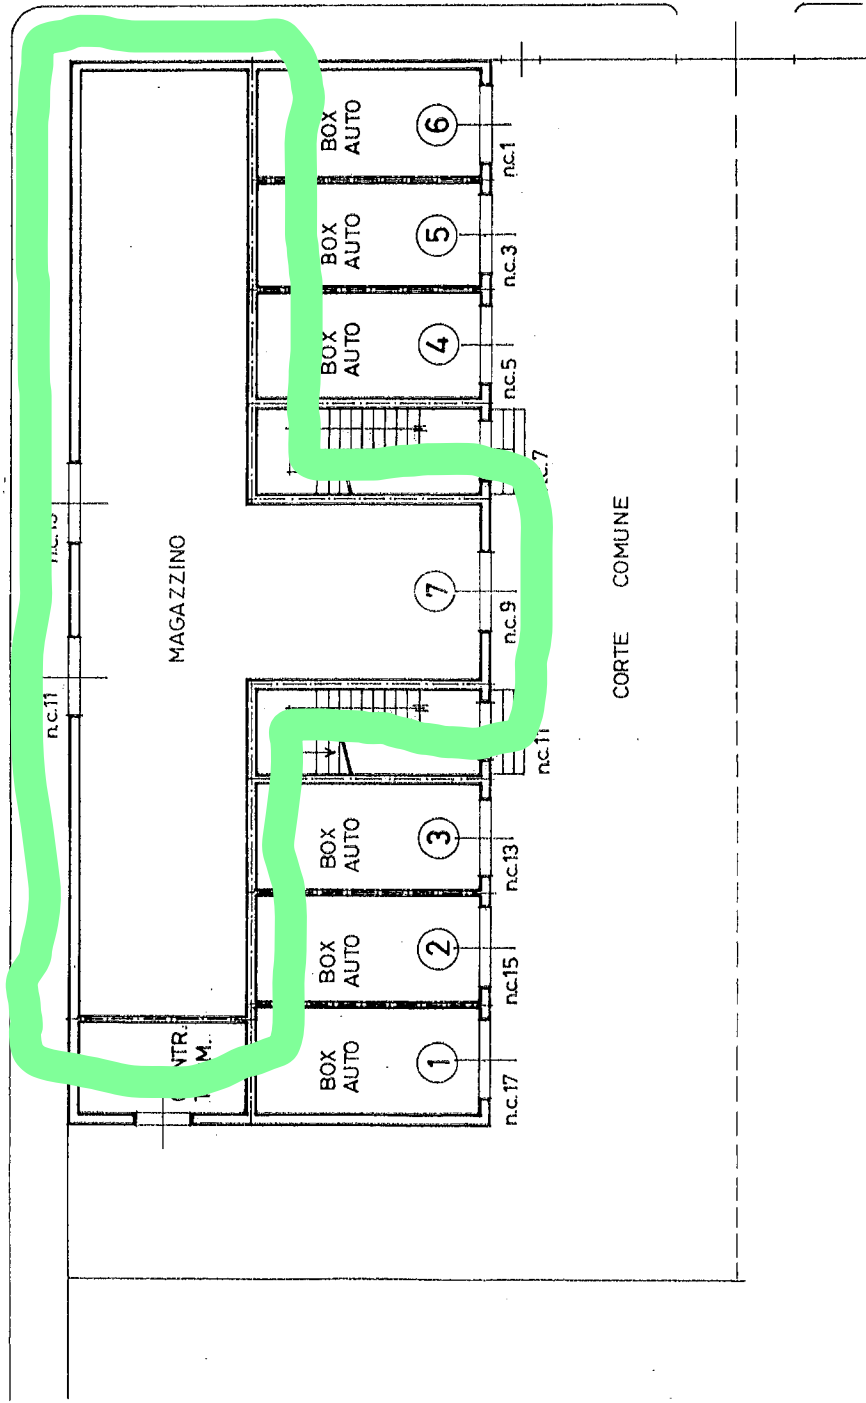 BOX
AUTO
6
n.c.1
BOX
AUTO
5
n.c.3
BOX
AUTO
4
n.c.5
MAGAZZINO
7
n.c.9
CORTE COMUNE
n.c.11
n.c.11
BOX
AUTO
3
n.c.13
BOX
AUTO
2
n.c.15
BOX
AUTO
1
n.c.17